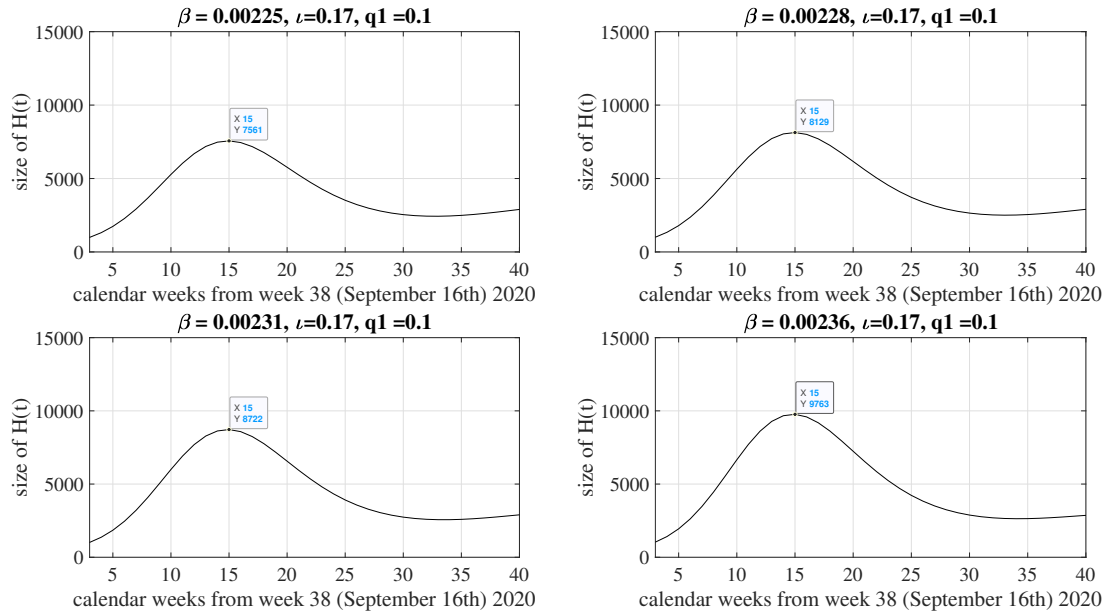 β = 0.00225, ι=0.17, q1 =0.1
15000
10000
5000
0
size of H(t)
X 15
Y 7561
5 10 15 20 25 30 35 40
calendar weeks from week 38 (September 16th) 2020
β = 0.00228, ι=0.17, q1 =0.1
15000
10000
5000
0
size of H(t)
X 15
Y 8129
5 10 15 20 25 30 35 40
calendar weeks from week 38 (September 16th) 2020
β = 0.00231, ι=0.17, q1 =0.1
15000
10000
5000
0
size of H(t)
X 15
Y 8722
5 10 15 20 25 30 35 40
calendar weeks from week 38 (September 16th) 2020
β = 0.00236, ι=0.17, q1 =0.1
15000
10000
5000
0
size of H(t)
X 15
Y 9763
5 10 15 20 25 30 35 40
calendar weeks from week 38 (September 16th) 2020